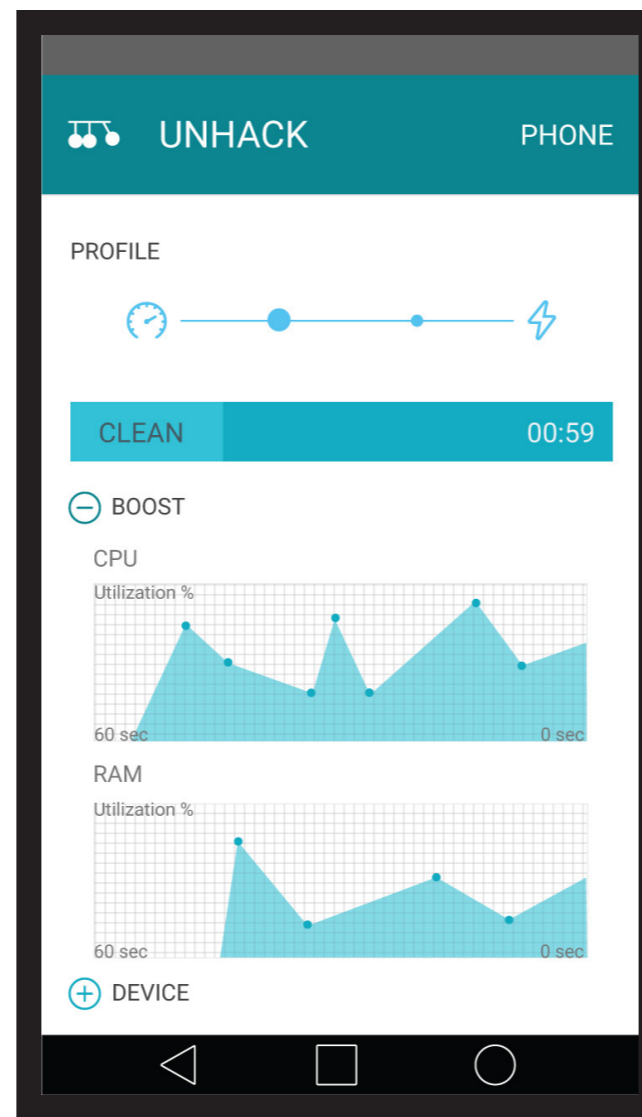 UNHACK PHONE
PROFILE
CLEAN 00:59
BOOST
CPU
Utilization %
60 sec 0 sec
RAM
Utilization %
60 sec 0 sec
DEVICE